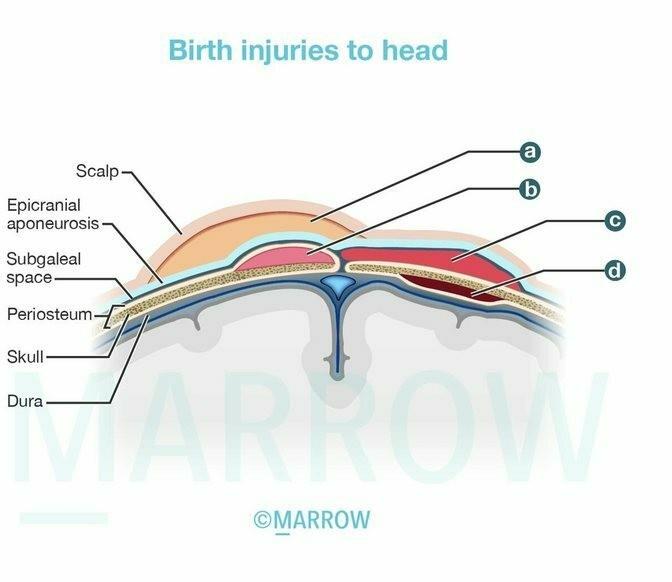 Birth injuries to head
a
Scalp
b
Epicranial
aponeurosis
c
Subgaleal
space
d
Periosteum
Skull
Dura
MARROW
©MARROW